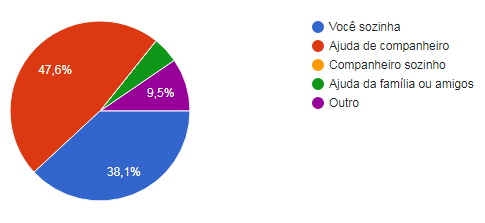 Você sozinha
Ajuda de companheiro
Companheiro sozinho
Ajuda da família ou amigos
Outro
47,6%
9,5%
38,1%